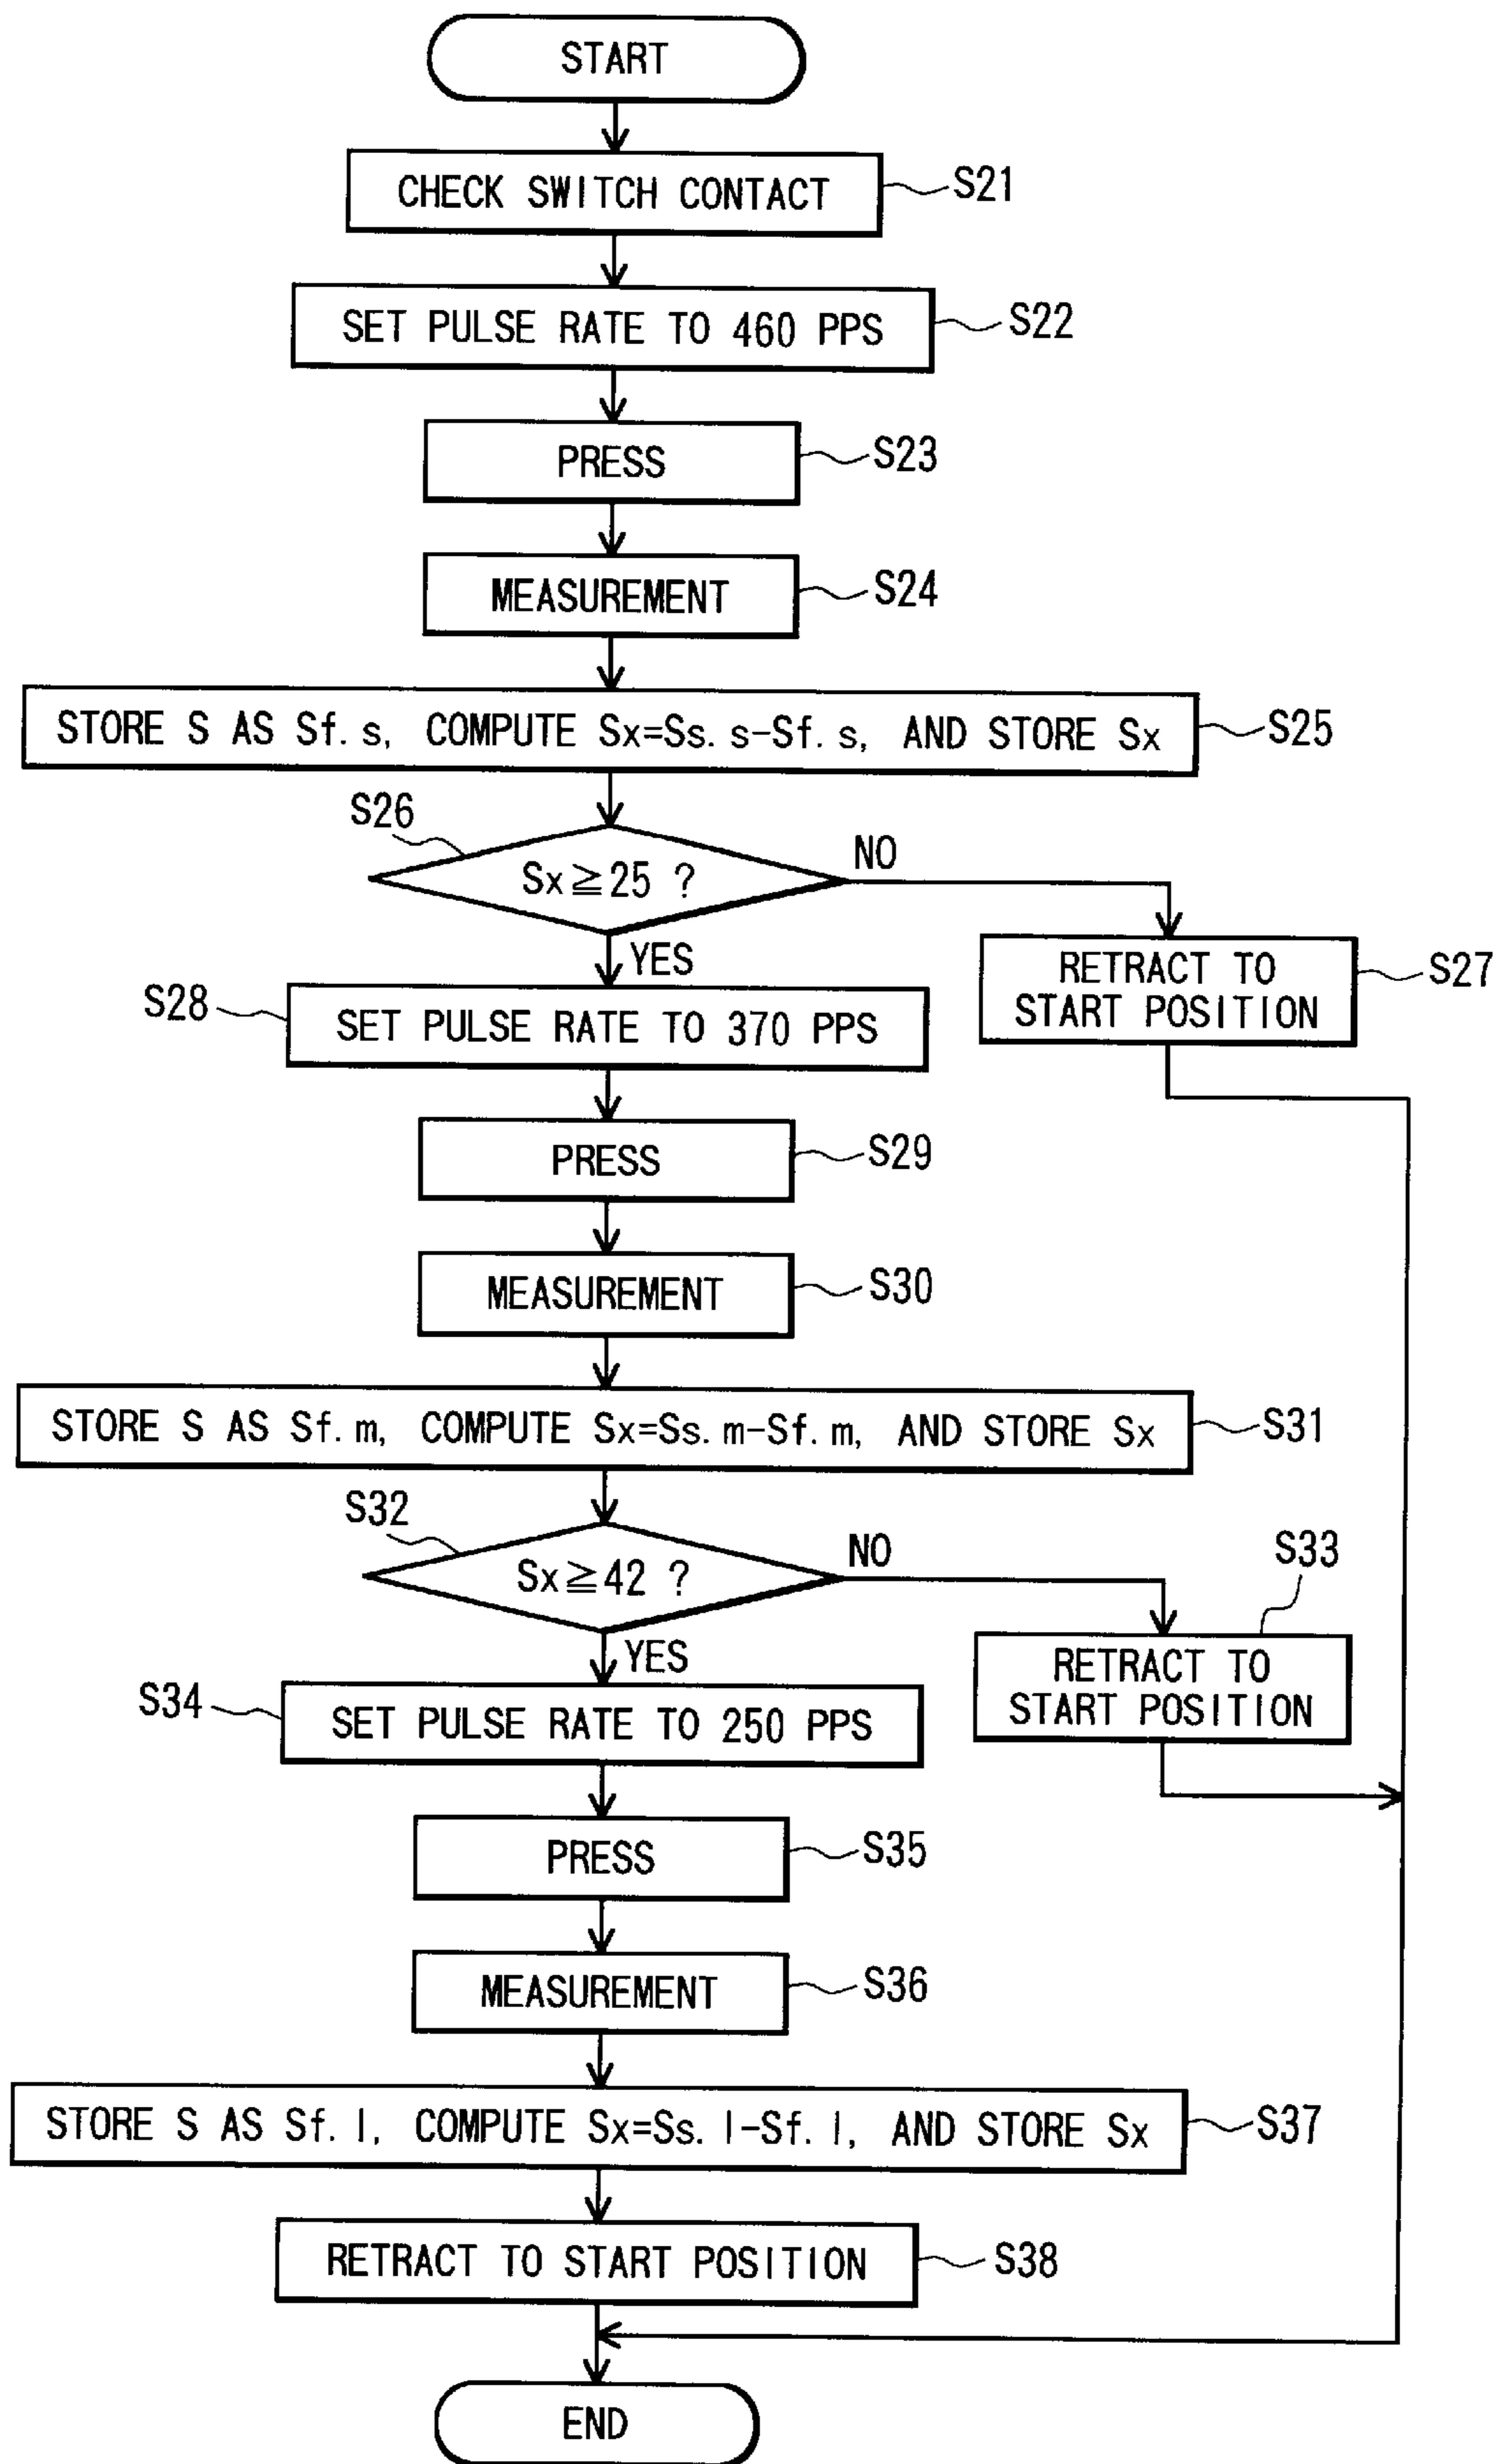 START
CHECK SWITCH CONTACT
S21
SET PULSE RATE TO 460 PPS
S22
PRESS
S23
MEASUREMENT
S24
STORE S AS Sf.s, COMPUTE Sx=Ss.s-Sf.s, AND STORE Sx
S25
S26
Sx≧25 ?
NO
YES
RETRACT TO
START POSITION
S27
S28
SET PULSE RATE TO 370 PPS
PRESS
S29
MEASUREMENT
S30
STORE S AS Sf.m, COMPUTE Sx=Ss.m-Sf.m, AND STORE Sx
S31
S32
Sx≧42 ?
NO
YES
S33
RETRACT TO
START POSITION
S34
SET PULSE RATE TO 250 PPS
PRESS
S35
MEASUREMENT
S36
STORE S AS Sf.l, COMPUTE Sx=Ss.l-Sf.l, AND STORE Sx
S37
RETRACT TO START POSITION
S38
END